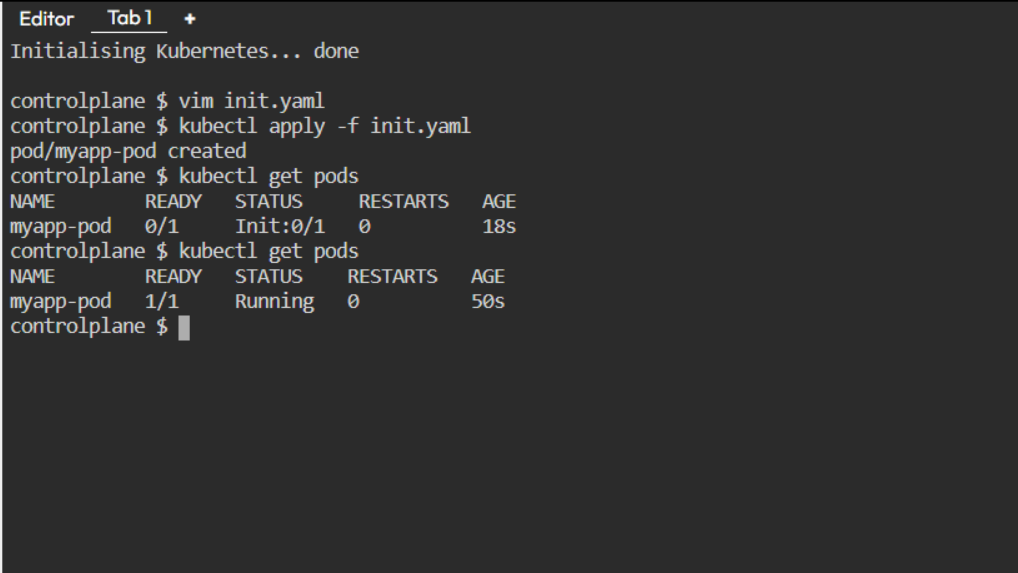 Editor Tab 1 +
Initialising Kubernetes... done
controlplane $ vim init.yaml
controlplane $ kubectl apply -f init.yaml
pod/myapp-pod created
controlplane $ kubectl get pods
NAME READY STATUS RESTARTS AGE
myapp-pod 0/1 Init:0/1 0 18s
controlplane $ kubectl get pods
NAME READY STATUS RESTARTS AGE
myapp-pod 1/1 Running 0 50s
controlplane $